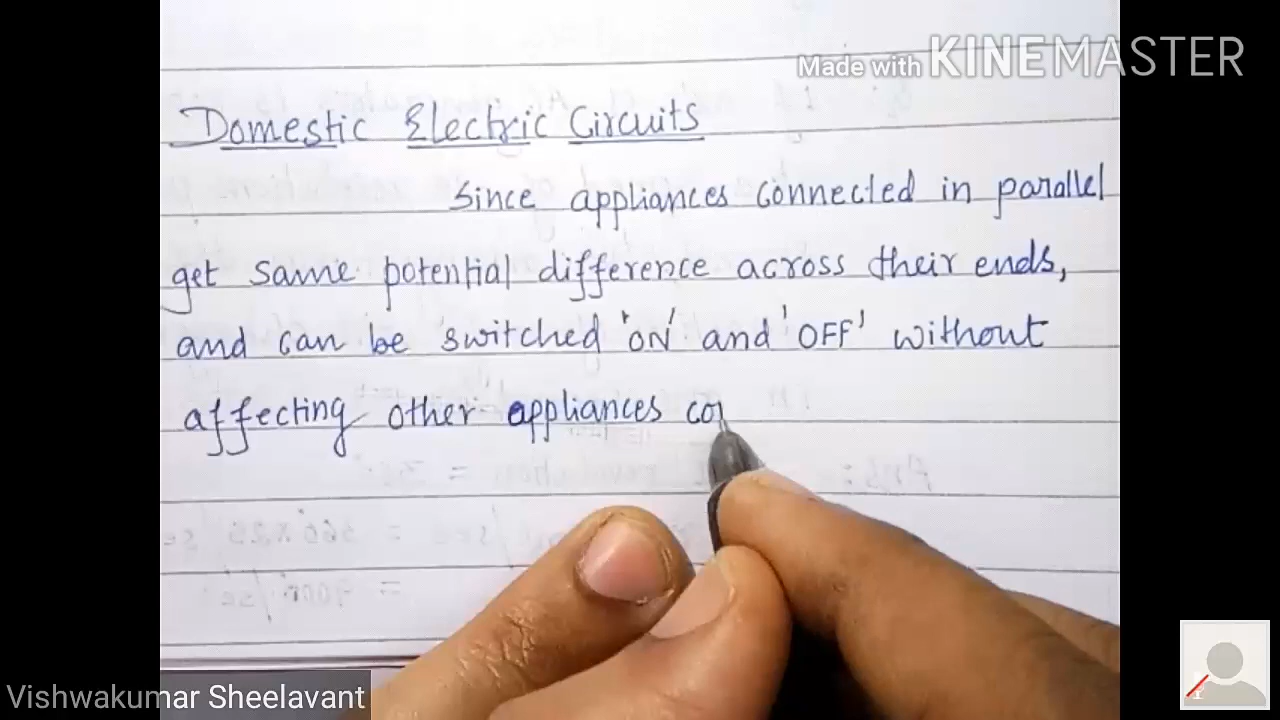 Made with KINEMASTER
Domestic Electric Circuits
Since appliances connected in parallel
get same potential difference across their ends,
and can be switched 'ON' and 'OFF' without
affecting other appliances con
Vishwakumar Sheelavant